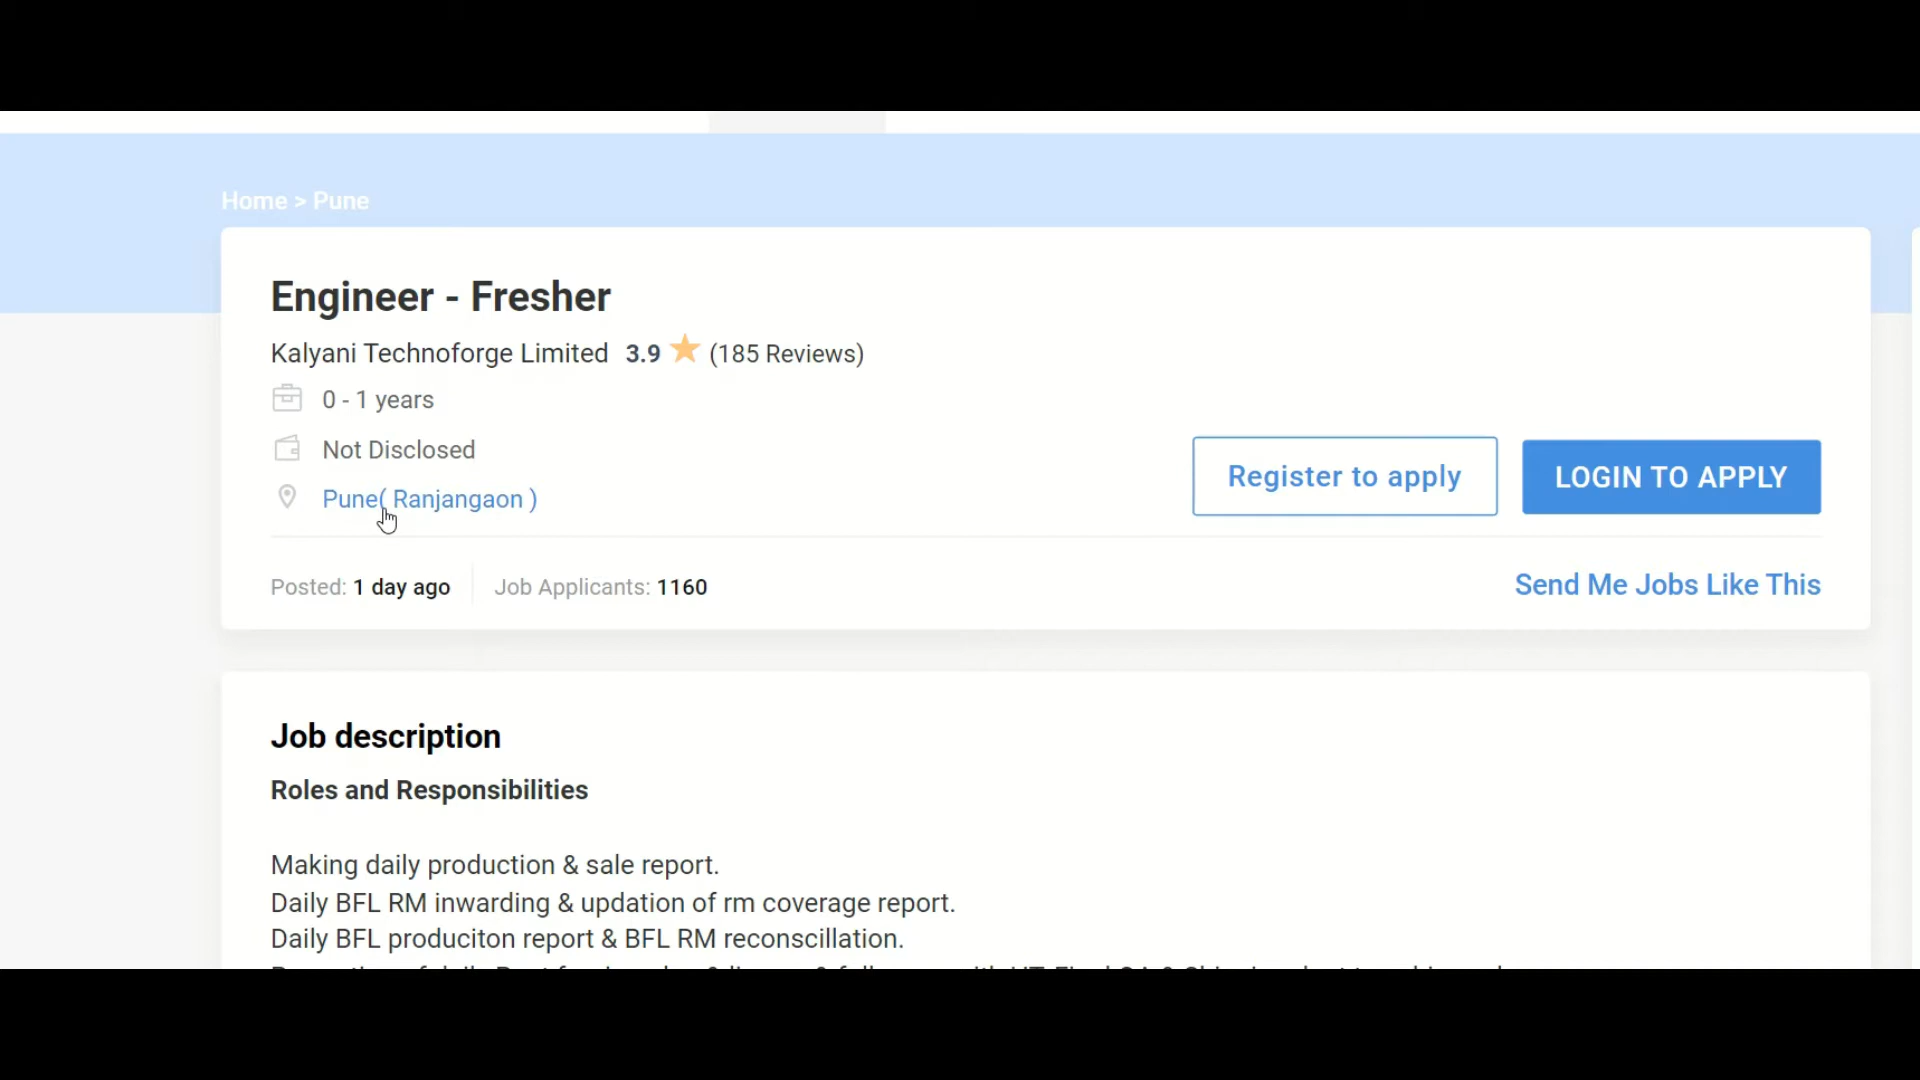 Home > Pune
Engineer - Fresher
Kalyani Technoforge Limited 3.9 (185 Reviews)
0 - 1 years
Not Disclosed
Pune( Ranjangaon )
Register to apply
LOGIN TO APPLY
Posted: 1 day ago
Job Applicants: 1160
Send Me Jobs Like This
Job description
Roles and Responsibilities
Making daily production & sale report.
Daily BFL RM inwarding & updation of rm coverage report.
Daily BFL produciton report & BFL RM reconscillation.